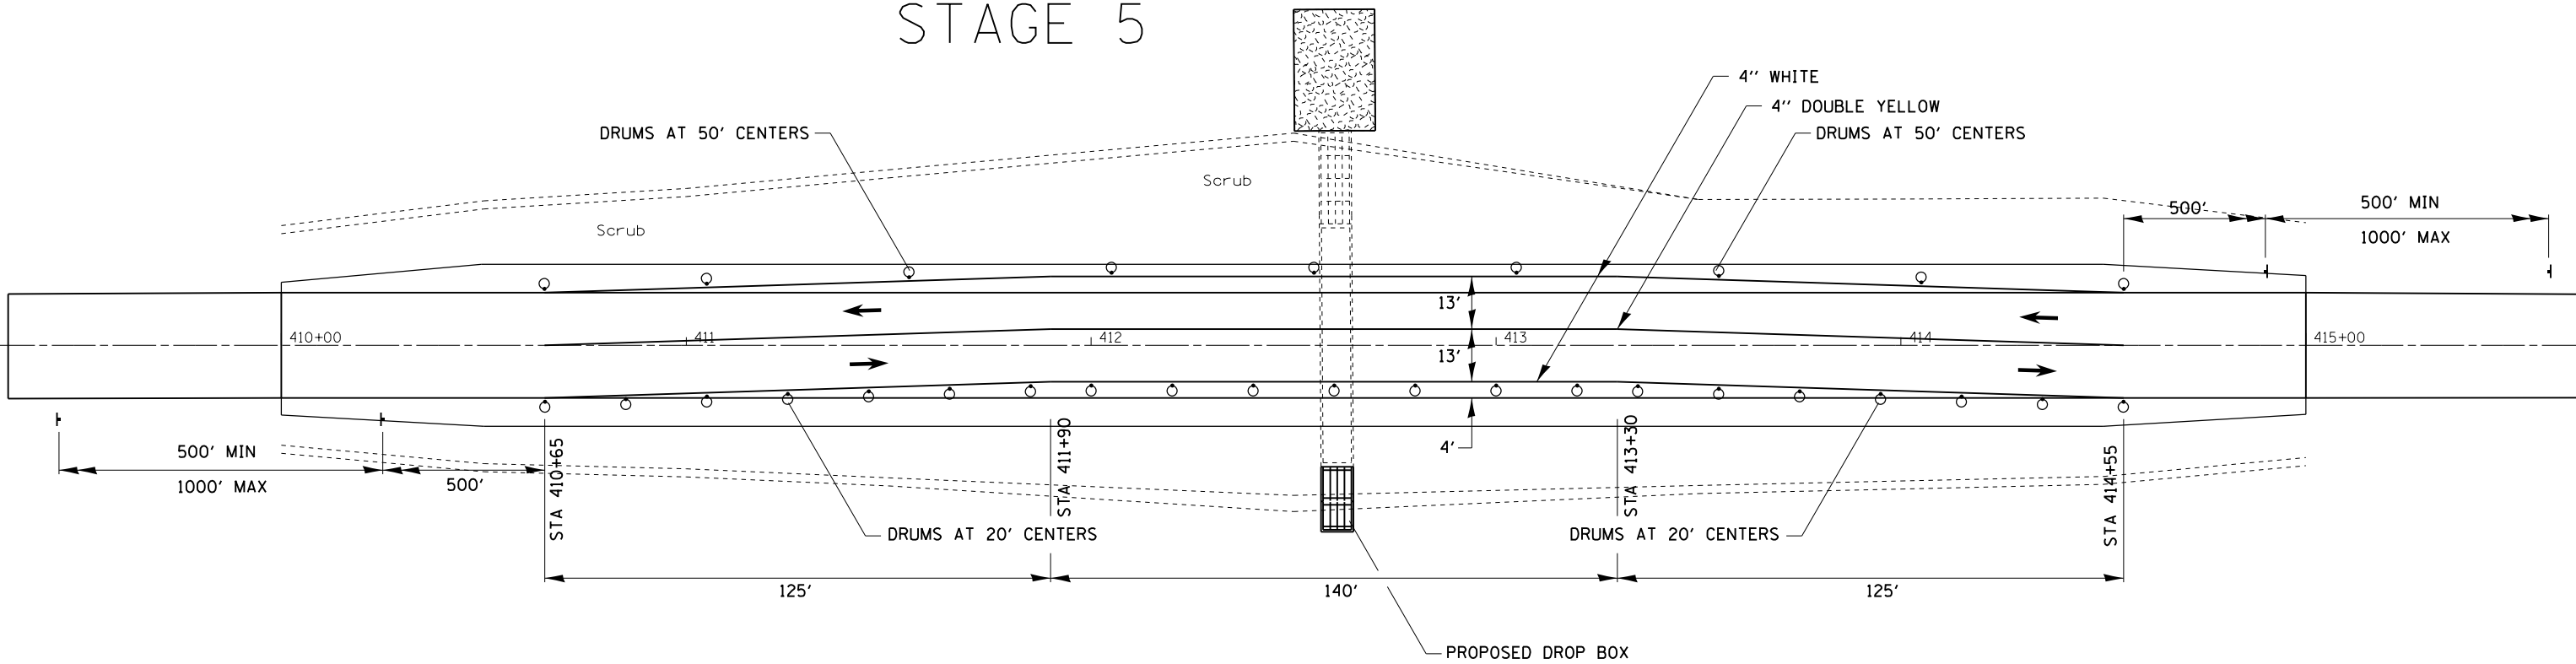 STAGE 5
4'' WHITE
4'' DOUBLE YELLOW
DRUMS AT 50' CENTERS
DRUMS AT 50' CENTERS
Scrub
Scrub
500'
500' MIN
1000' MAX
13'
13'
410+00
411
412
413
414
415+00
4'
500' MIN
1000' MAX
500'
STA 410+65
STA 411+90
STA 413+30
STA 414+55
DRUMS AT 20' CENTERS
DRUMS AT 20' CENTERS
125'
140'
125'
PROPOSED DROP BOX